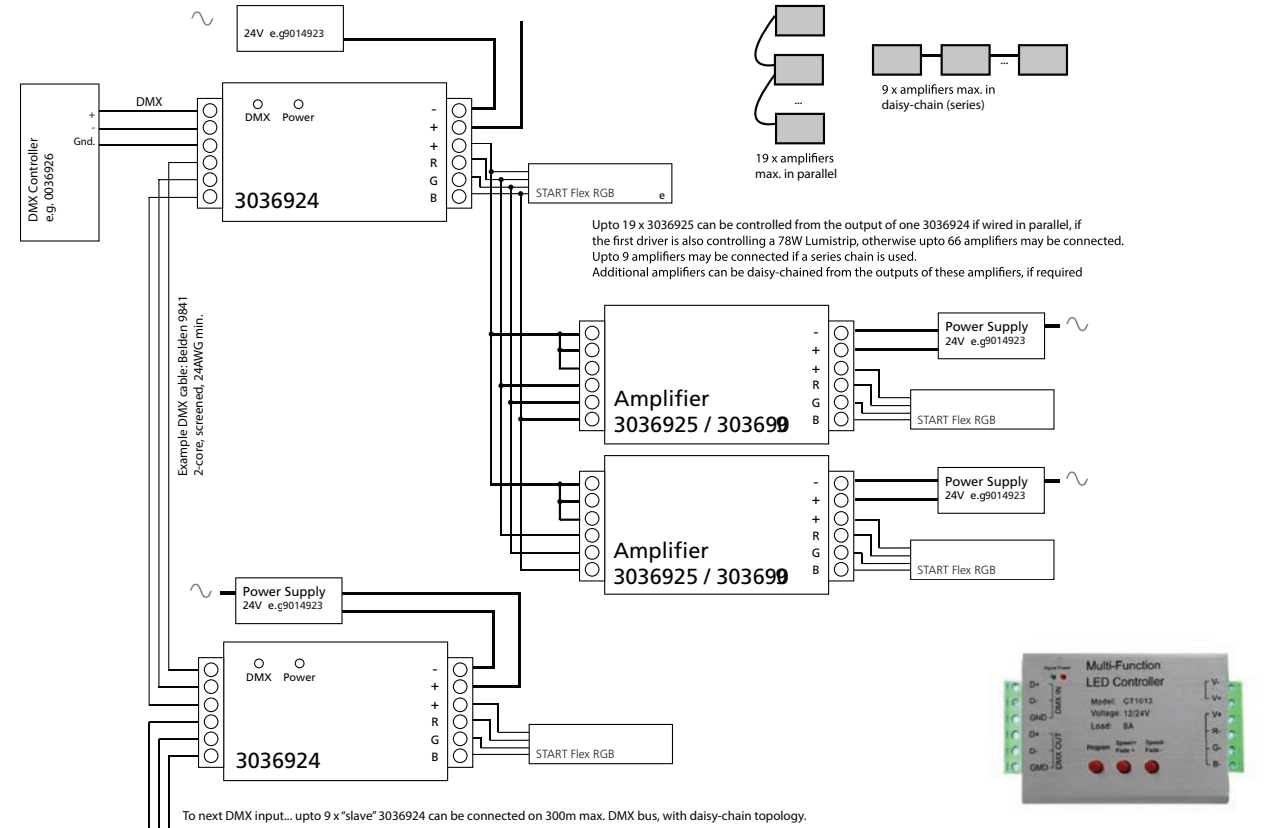 24V e.g9014923
DMX
DMX Power
+
-
Gnd.
DMX Controller
e.g. 0036926
-
+
+
R
G
B
3036924
START Flex RGB
e
...
19 x amplifiers
max. in parallel
...
9 x amplifiers max. in
daisy-chain (series)
Upto 19 x 3036925 can be controlled from the output of one 3036924 if wired in parallel, if
the first driver is also controlling a 78W Lumistrip, otherwise upto 66 amplifiers may be connected.
Upto 9 amplifiers may be connected if a series chain is used.
Additional amplifiers can be daisy-chained from the outputs of these amplifiers, if required
Example DMX cable: Belden 9841
2-core, screened, 24AWG min.
Amplifier
3036925 / 303699
-
+
+
R
G
B
Power Supply
24V e.g9014923
START Flex RGB
Amplifier
3036925 / 303699
-
+
+
R
G
B
Power Supply
24V e.g9014923
START Flex RGB
Power Supply
24V e.g9014923
DMX Power
3036924
-
+
+
R
G
B
START Flex RGB
To next DMX input... upto 9 x "slave" 3036924 can be connected on 300m max. DMX bus, with daisy-chain topology.
Multi-Function
LED Controller
Model: CT1013
Voltage: 12/24V
Load: 8A
Signal Power
D+
D-
GND
DMX IN
D+
D-
GND
DMX OUT
Program
Speed+
Fade +
Speed-
Fade -
V-
V+
V+
R-
G-
B-